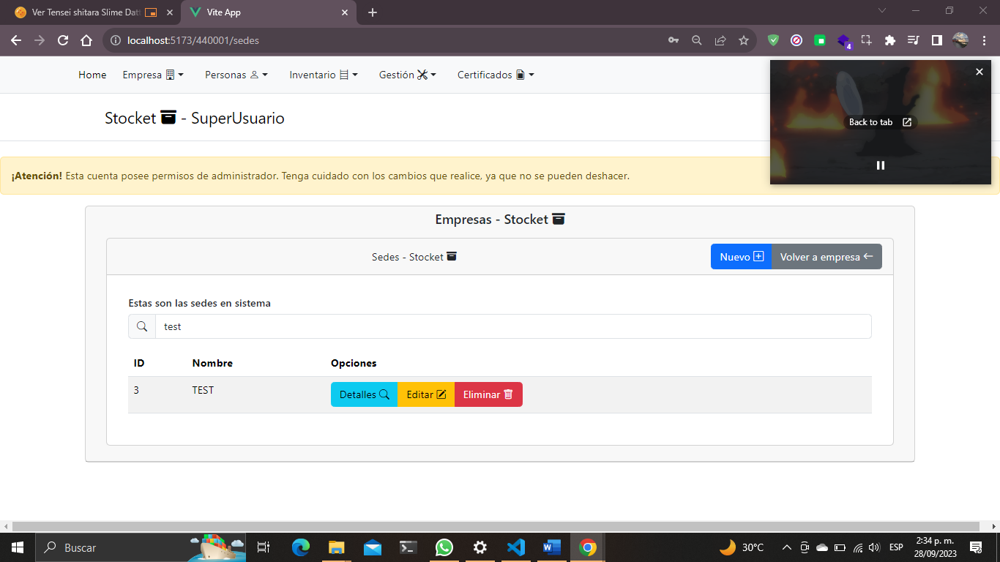 Ver Tensei shitara Slime Dat
Vite App
localhost:5173/440001/sedes
4
Home Empresa Personas Inventario Gestión Certificados
Back to tab
Stocket - SuperUsuario
¡Atención! Esta cuenta posee permisos de administrador. Tenga cuidado con los cambios que realice, ya que no se pueden deshacer.
Empresas - Stocket
Sedes - Stocket
Nuevo
Volver a empresa
Estas son las sedes en sistema
test
ID Nombre Opciones
3 TEST Detalles Editar Eliminar
Buscar
30°C
ESP
2:34 p. m.
28/09/2023